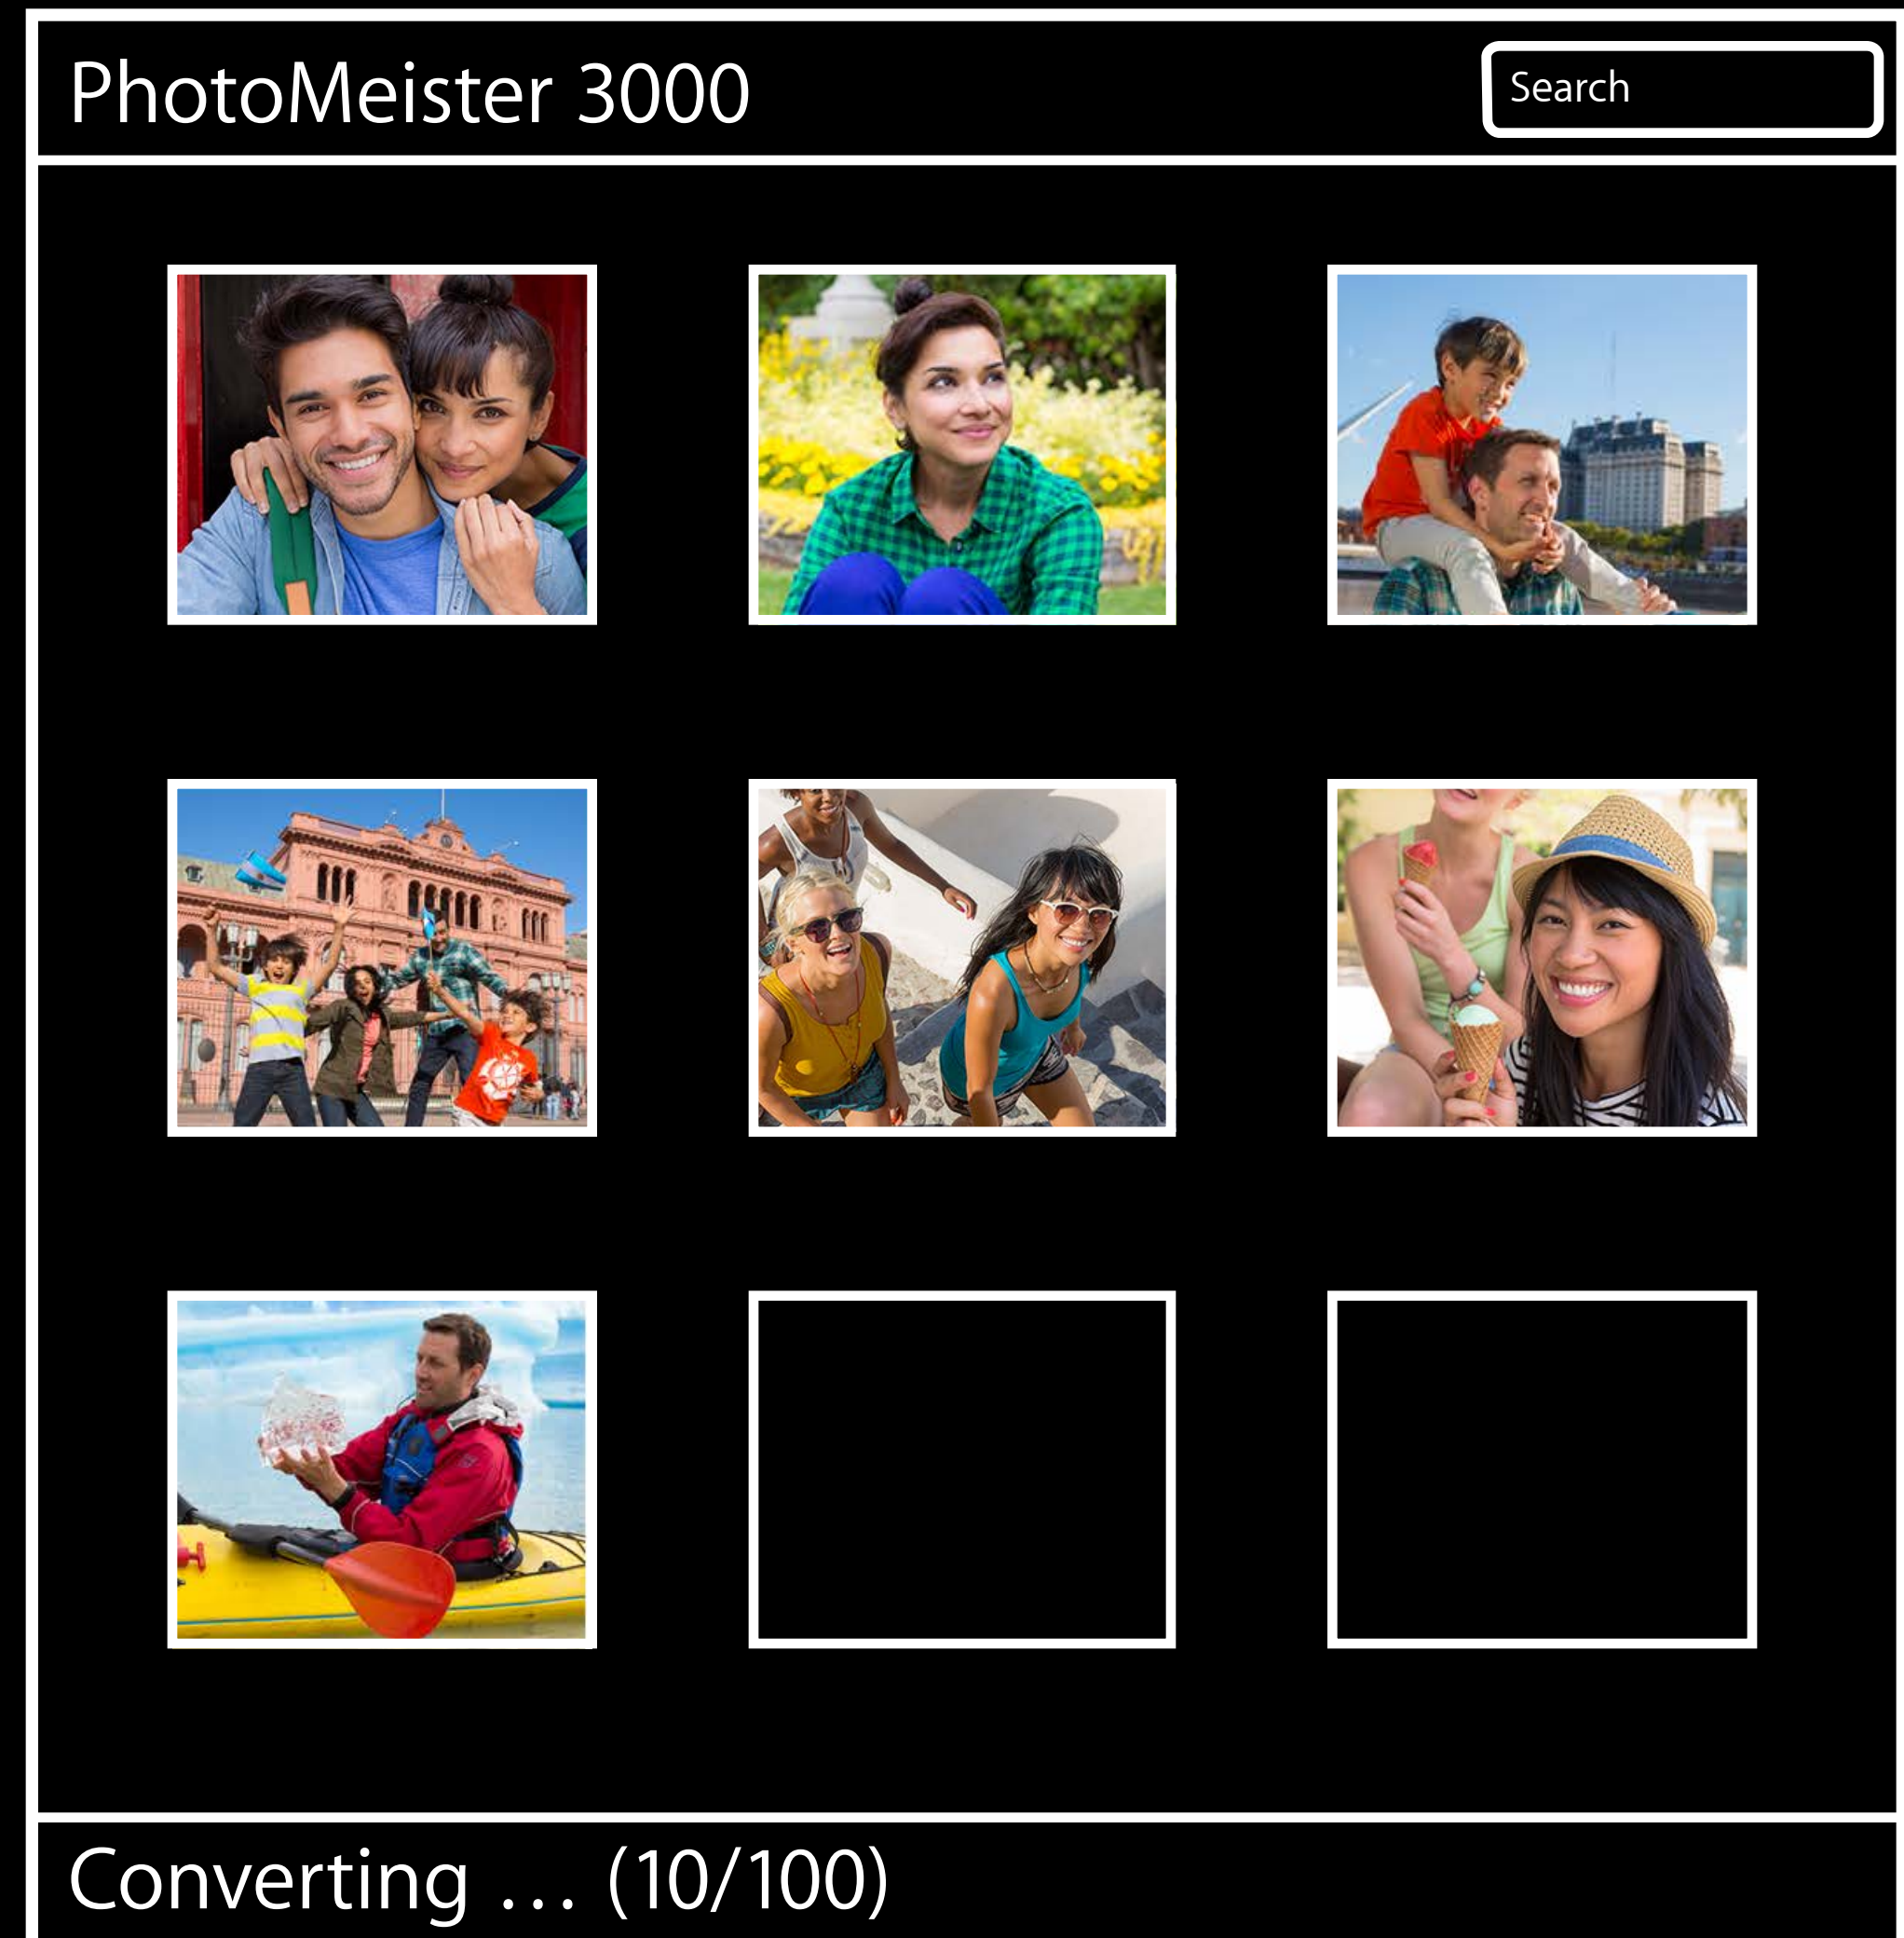 PhotoMeister 3000
Search
Converting … (10/100)